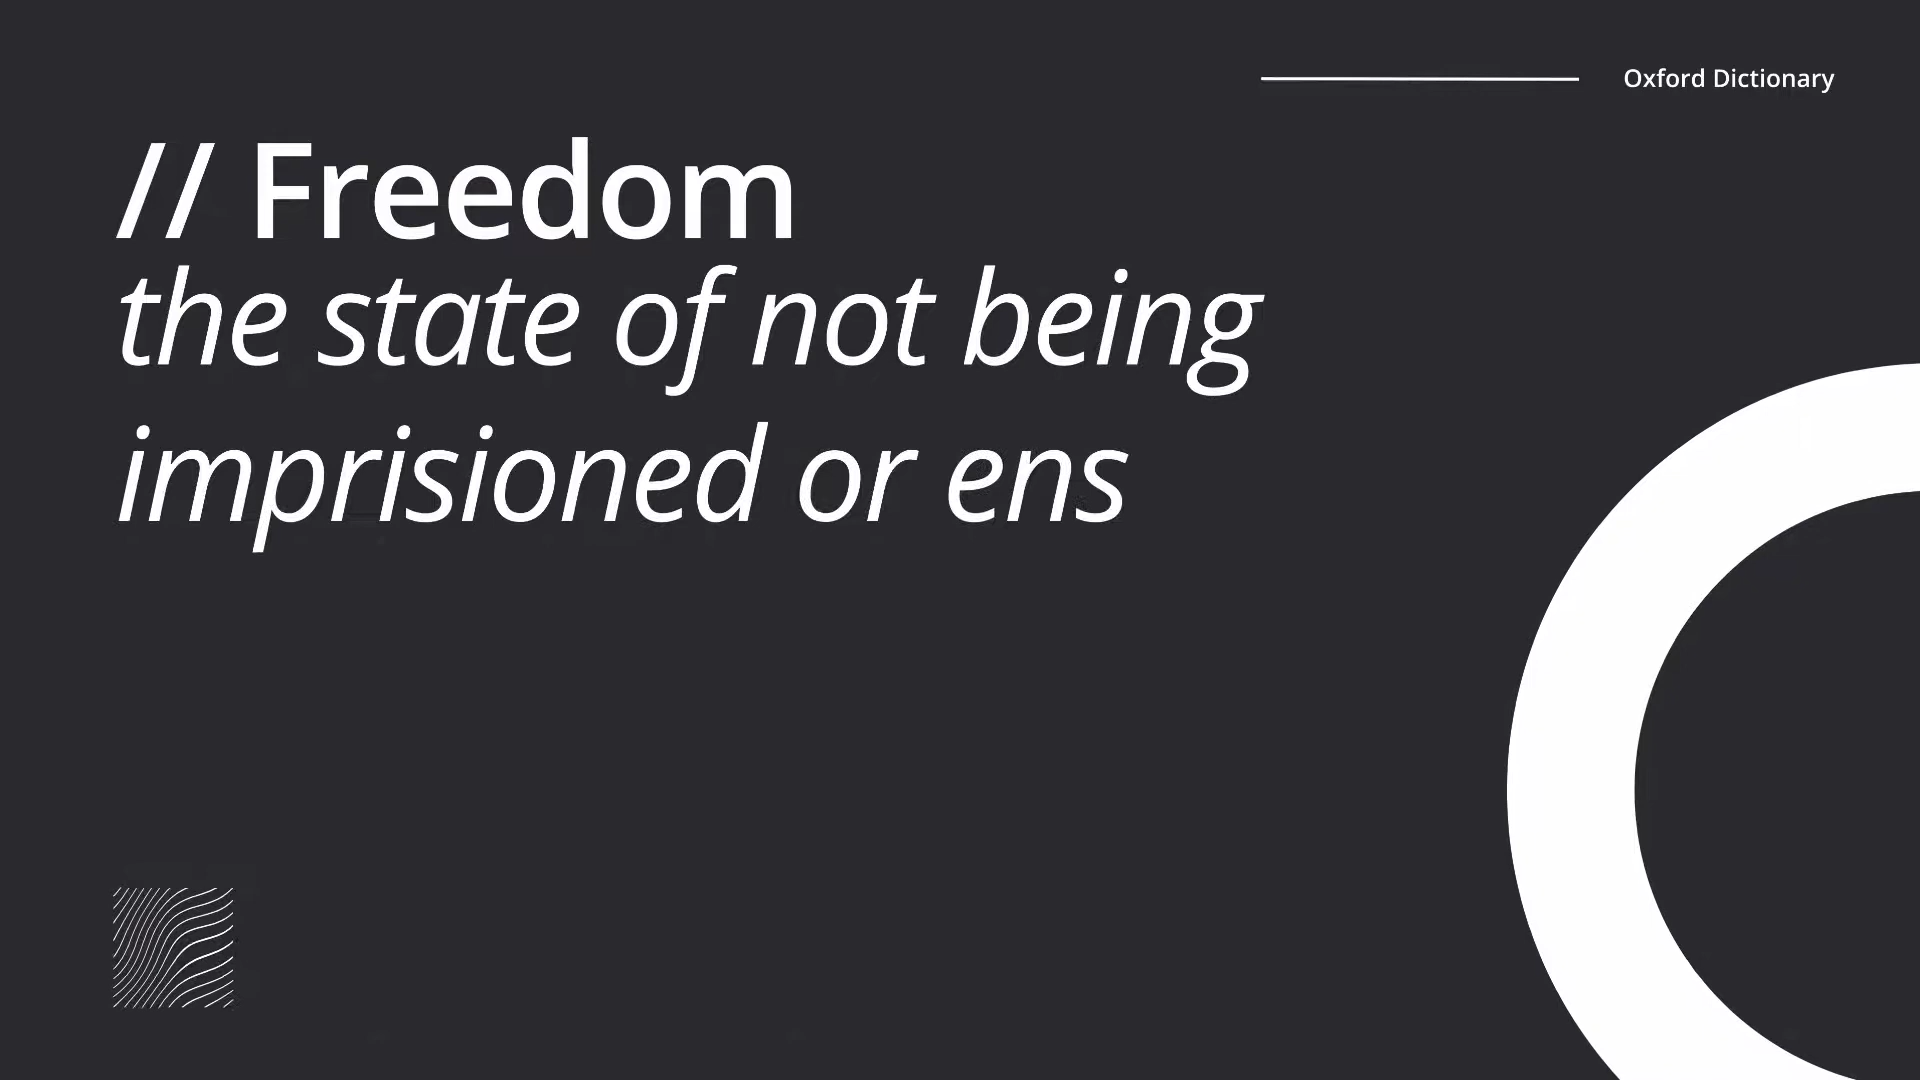 Oxford Dictionary
// Freedom
the state of not being
imprisioned or ens